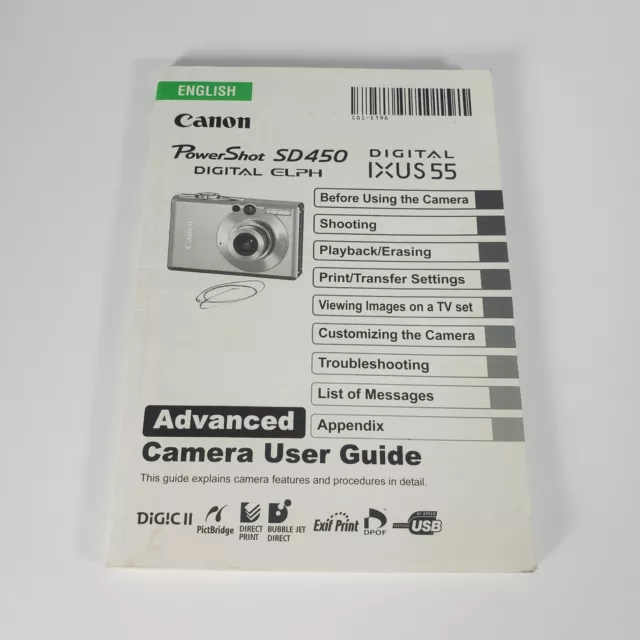 ENGLISH
CDI-E196
Canon
PowerShot SD450
DIGITAL ELPH
DIGITAL
IXUS 55
Canon
Before Using the Camera
Shooting
Playback/Erasing
Print/Transfer Settings
Viewing Images on a TV set
Customizing the Camera
Troubleshooting
List of Messages
Appendix
Advanced
Camera User Guide
This guide explains camera features and procedures in detail.
DiGiC II
PictBridge
DIRECT
PRINT
BUBBLE JET
DIRECT
Exif Print
DPOF
USB